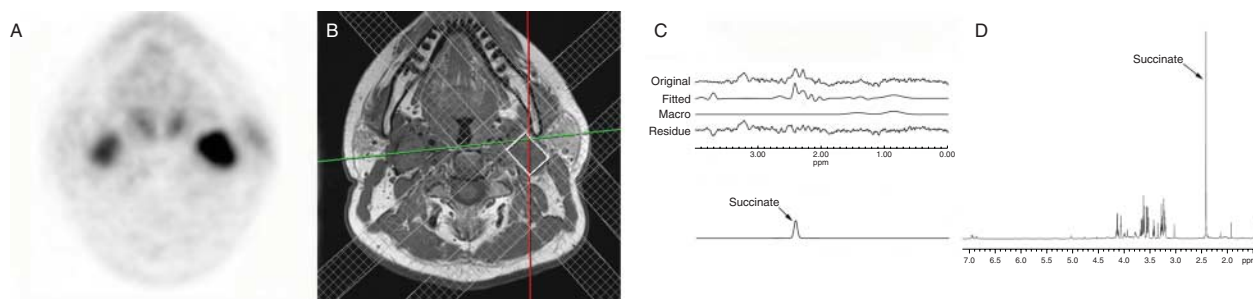 A
B
C
Original
Fitted
Macro
Residue
3.00 2.00 1.00 0.00
ppm
Succinate
D
Succinate
7.0 6.5 6.0 5.5 5.0 4.5 4.0 3.5 3.0 2.5 2.0 ppm